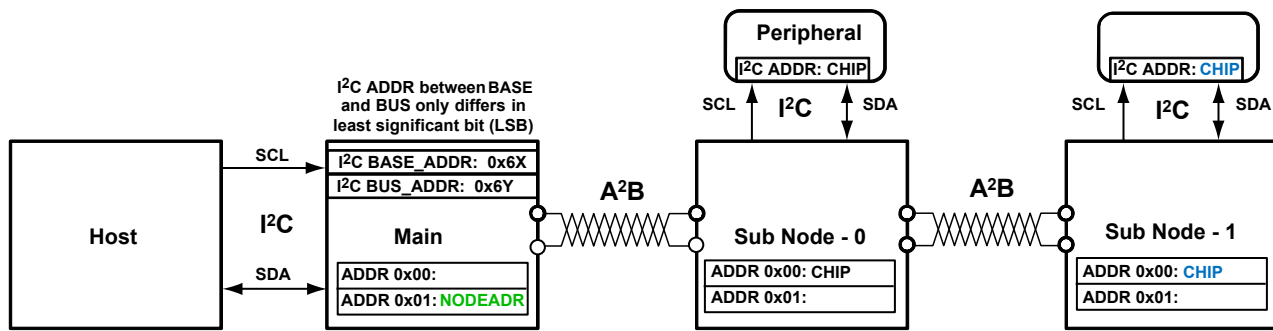 Peripheral
I²C ADDR: CHIP
I²C ADDR: CHIP
I²C ADDR between BASE
and BUS only differs in
least significant bit (LSB)
SCL
I²C
SDA
SCL
I²C
SDA
SCL
I²C BASE_ADDR: 0x6X
I²C BUS_ADDR: 0x6Y
A²B
A²B
Host
I²C
Main
Sub Node - 0
Sub Node - 1
SDA
ADDR 0x00:
ADDR 0x01: NODEADR
ADDR 0x00: CHIP
ADDR 0x01:
ADDR 0x00: CHIP
ADDR 0x01: